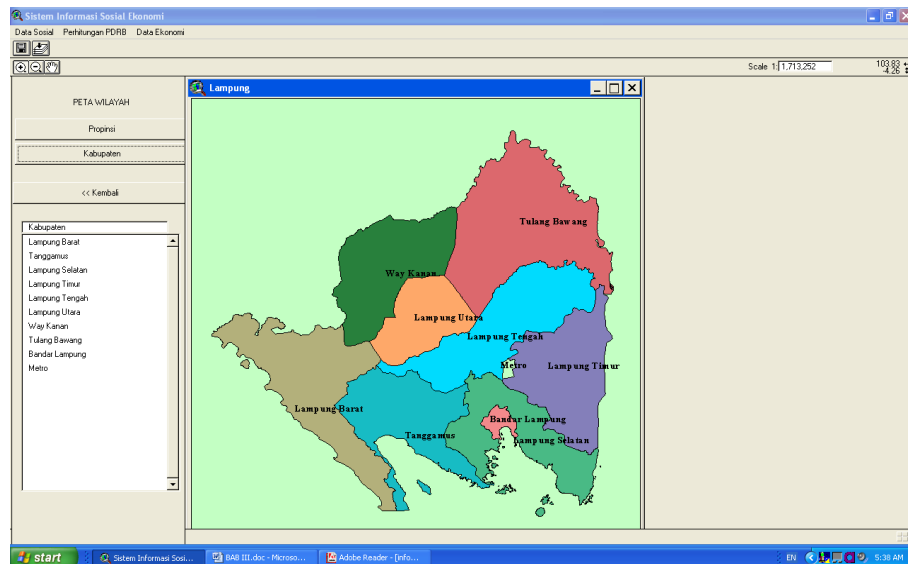 Sistem Informasi Sosial Ekonomi
Data Sosial Perhitungan PDRB Data Ekonomi
Scale 1: 1,713,252
103.83
-4.26
PETA WILAYAH
Propinsi
Kabupaten
<< Kembali
Kabupaten
Lampung Barat
Tanggamus
Lampung Selatan
Lampung Timur
Lampung Tengah
Lampung Utara
Way Kanan
Tulang Bawang
Bandar Lampung
Metro
Lampung
Tulang Bawang
Way Kanan
Lampung Utara
Lampung Tengah
Metro
Lampung Timur
Lampung Barat
Bandar Lampung
Tanggamus
Lampung Selatan
start
Sistem Informasi Sosi...
BAB III.doc - Microso...
Adobe Reader - [info...
EN
5:38 AM